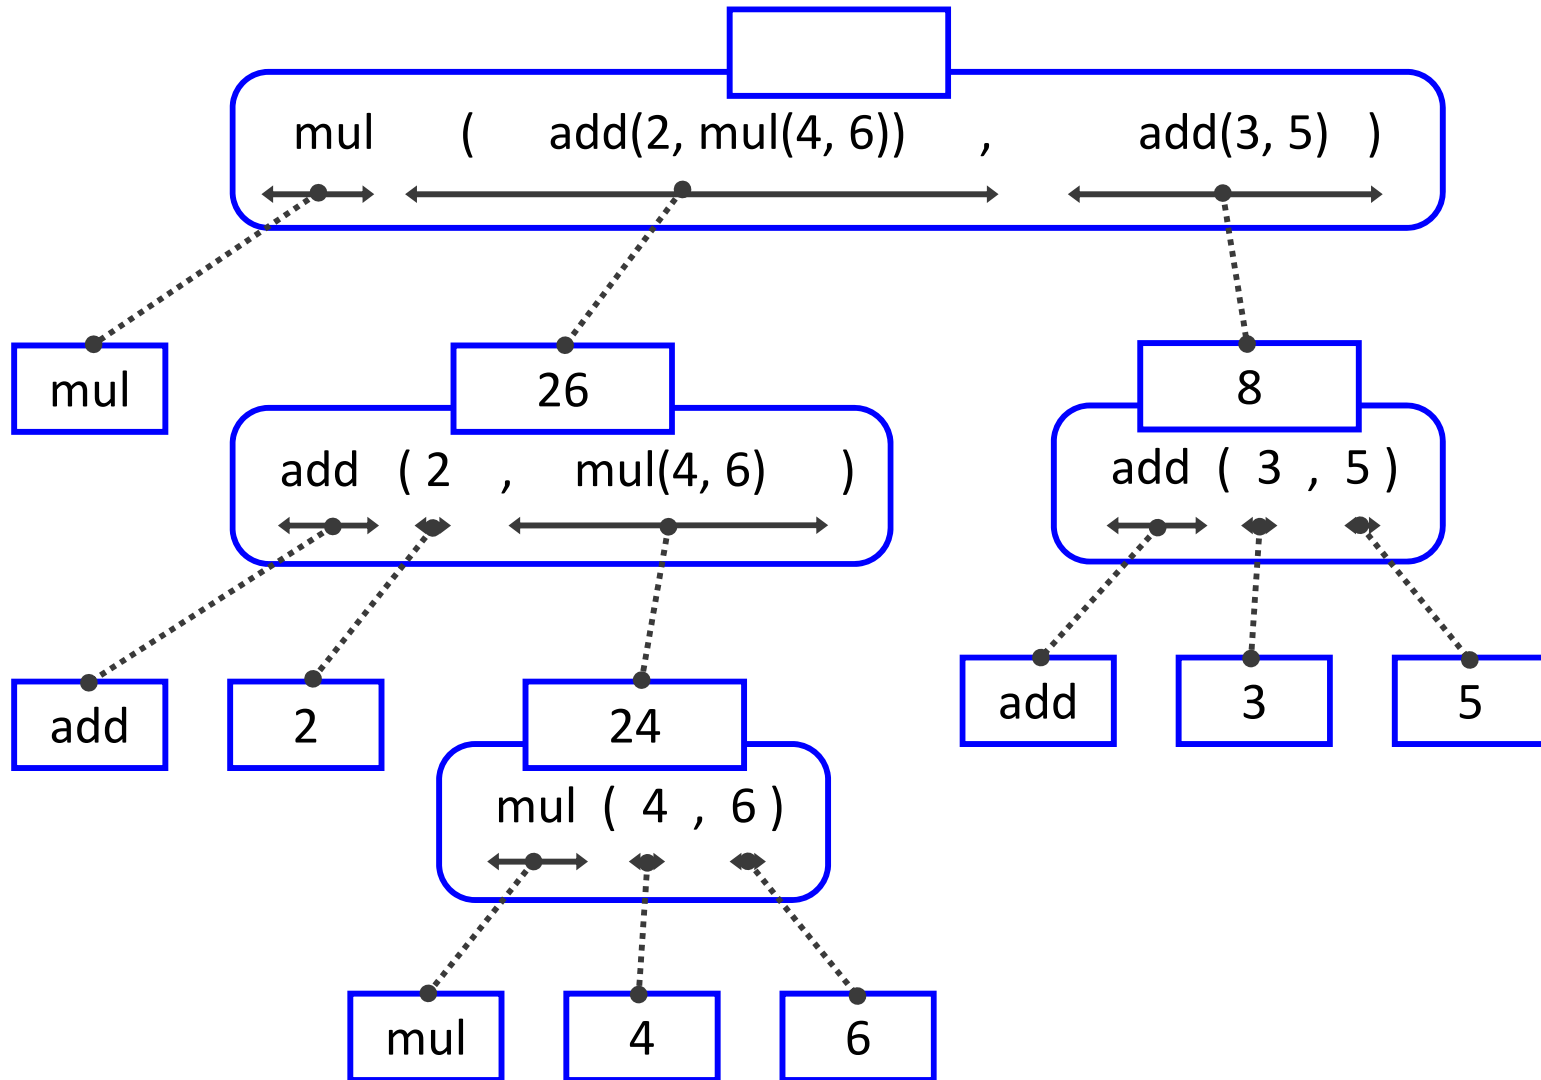 mul ( add(2, mul(4, 6)) , add(3, 5) )
mul
26
8
add ( 2 , mul(4, 6) )
add ( 3 , 5 )
add
2
24
add
3
5
mul ( 4 , 6 )
mul
4
6